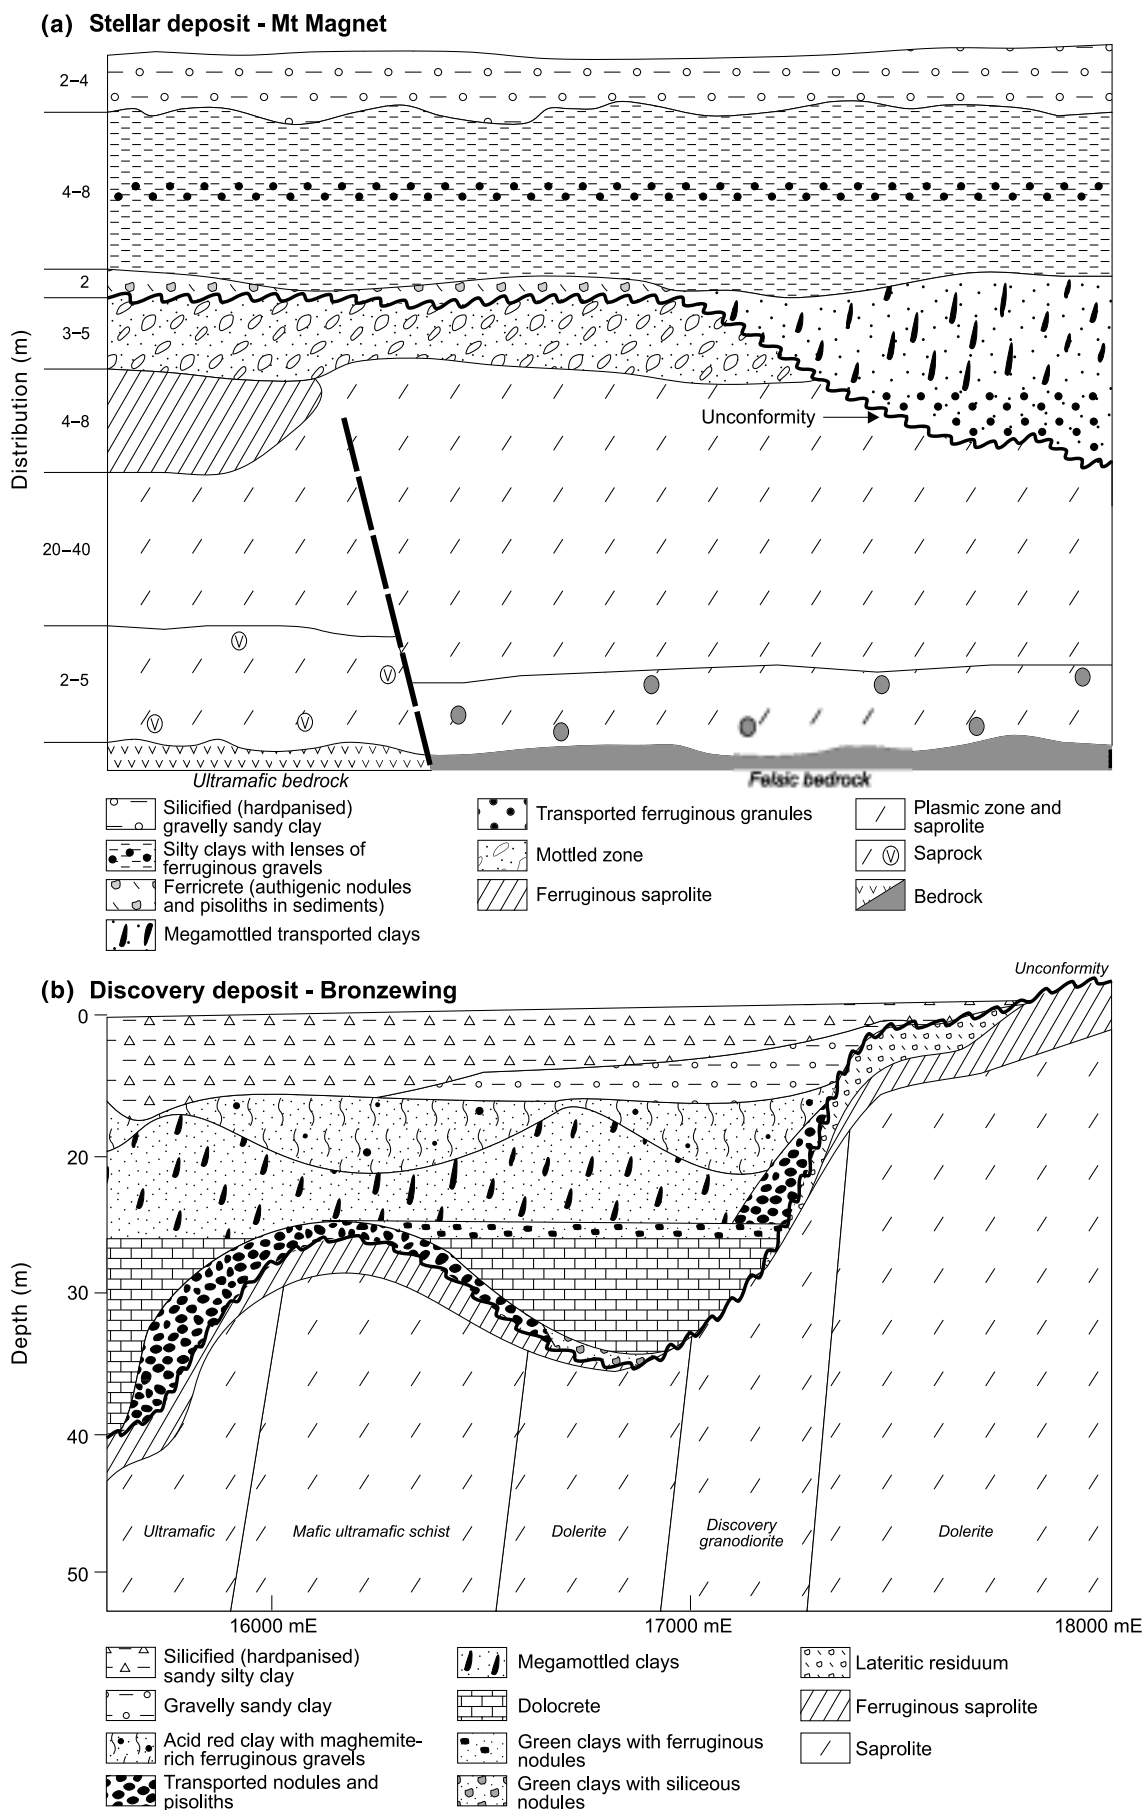 (a) Stellar deposit - Mt Magnet
2–4
4–8
2
3–5
4–8
20–40
2–5
Distribution (m)
Unconformity
Ultramafic bedrock
Felsic bedrock
Silicified (hardpanised)
gravelly sandy clay
Silty clays with lenses of
ferruginous gravels
Ferricrete (authigenic nodules
and pisoliths in sediments)
Megamottled transported clays
Transported ferruginous granules
Mottled zone
Ferruginous saprolite
Plasmic zone and
saprolite
Saprock
Bedrock
(b) Discovery deposit - Bronzewing
Unconformity
0
20
30
40
50
Depth (m)
Ultramafic
Mafic ultramafic schist
Dolerite
Discovery
granodiorite
Dolerite
16000 mE
17000 mE
18000 mE
Silicified (hardpanised)
sandy silty clay
Gravelly sandy clay
Acid red clay with maghemite-
rich ferruginous gravels
Transported nodules and
pisoliths
Megamottled clays
Dolocrete
Green clays with ferruginous
nodules
Green clays with siliceous
nodules
Lateritic residuum
Ferruginous saprolite
Saprolite